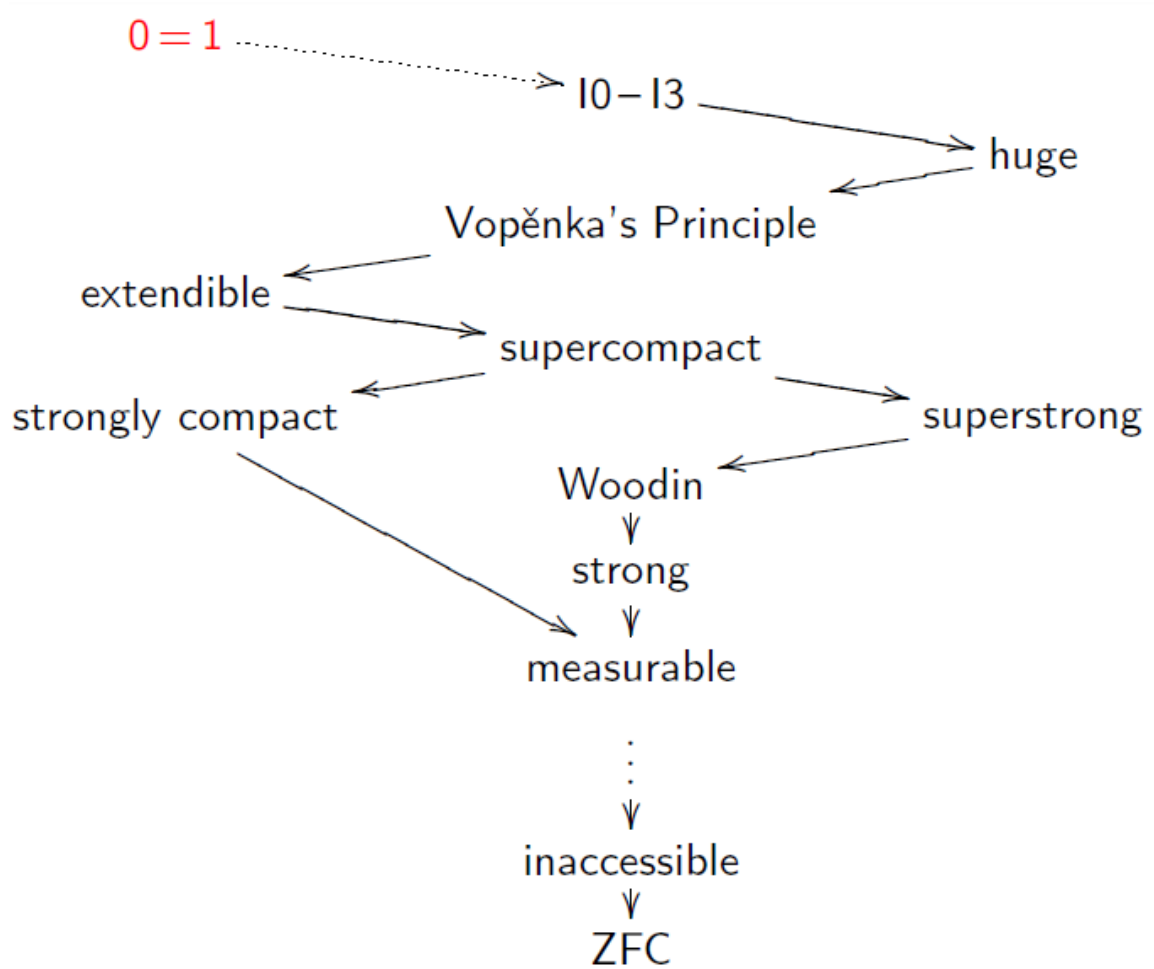 0 = 1
I0–I3
huge
Vopěnka's Principle
extendible
supercompact
strongly compact
superstrong
Woodin
strong
measurable
⋮
inaccessible
ZFC